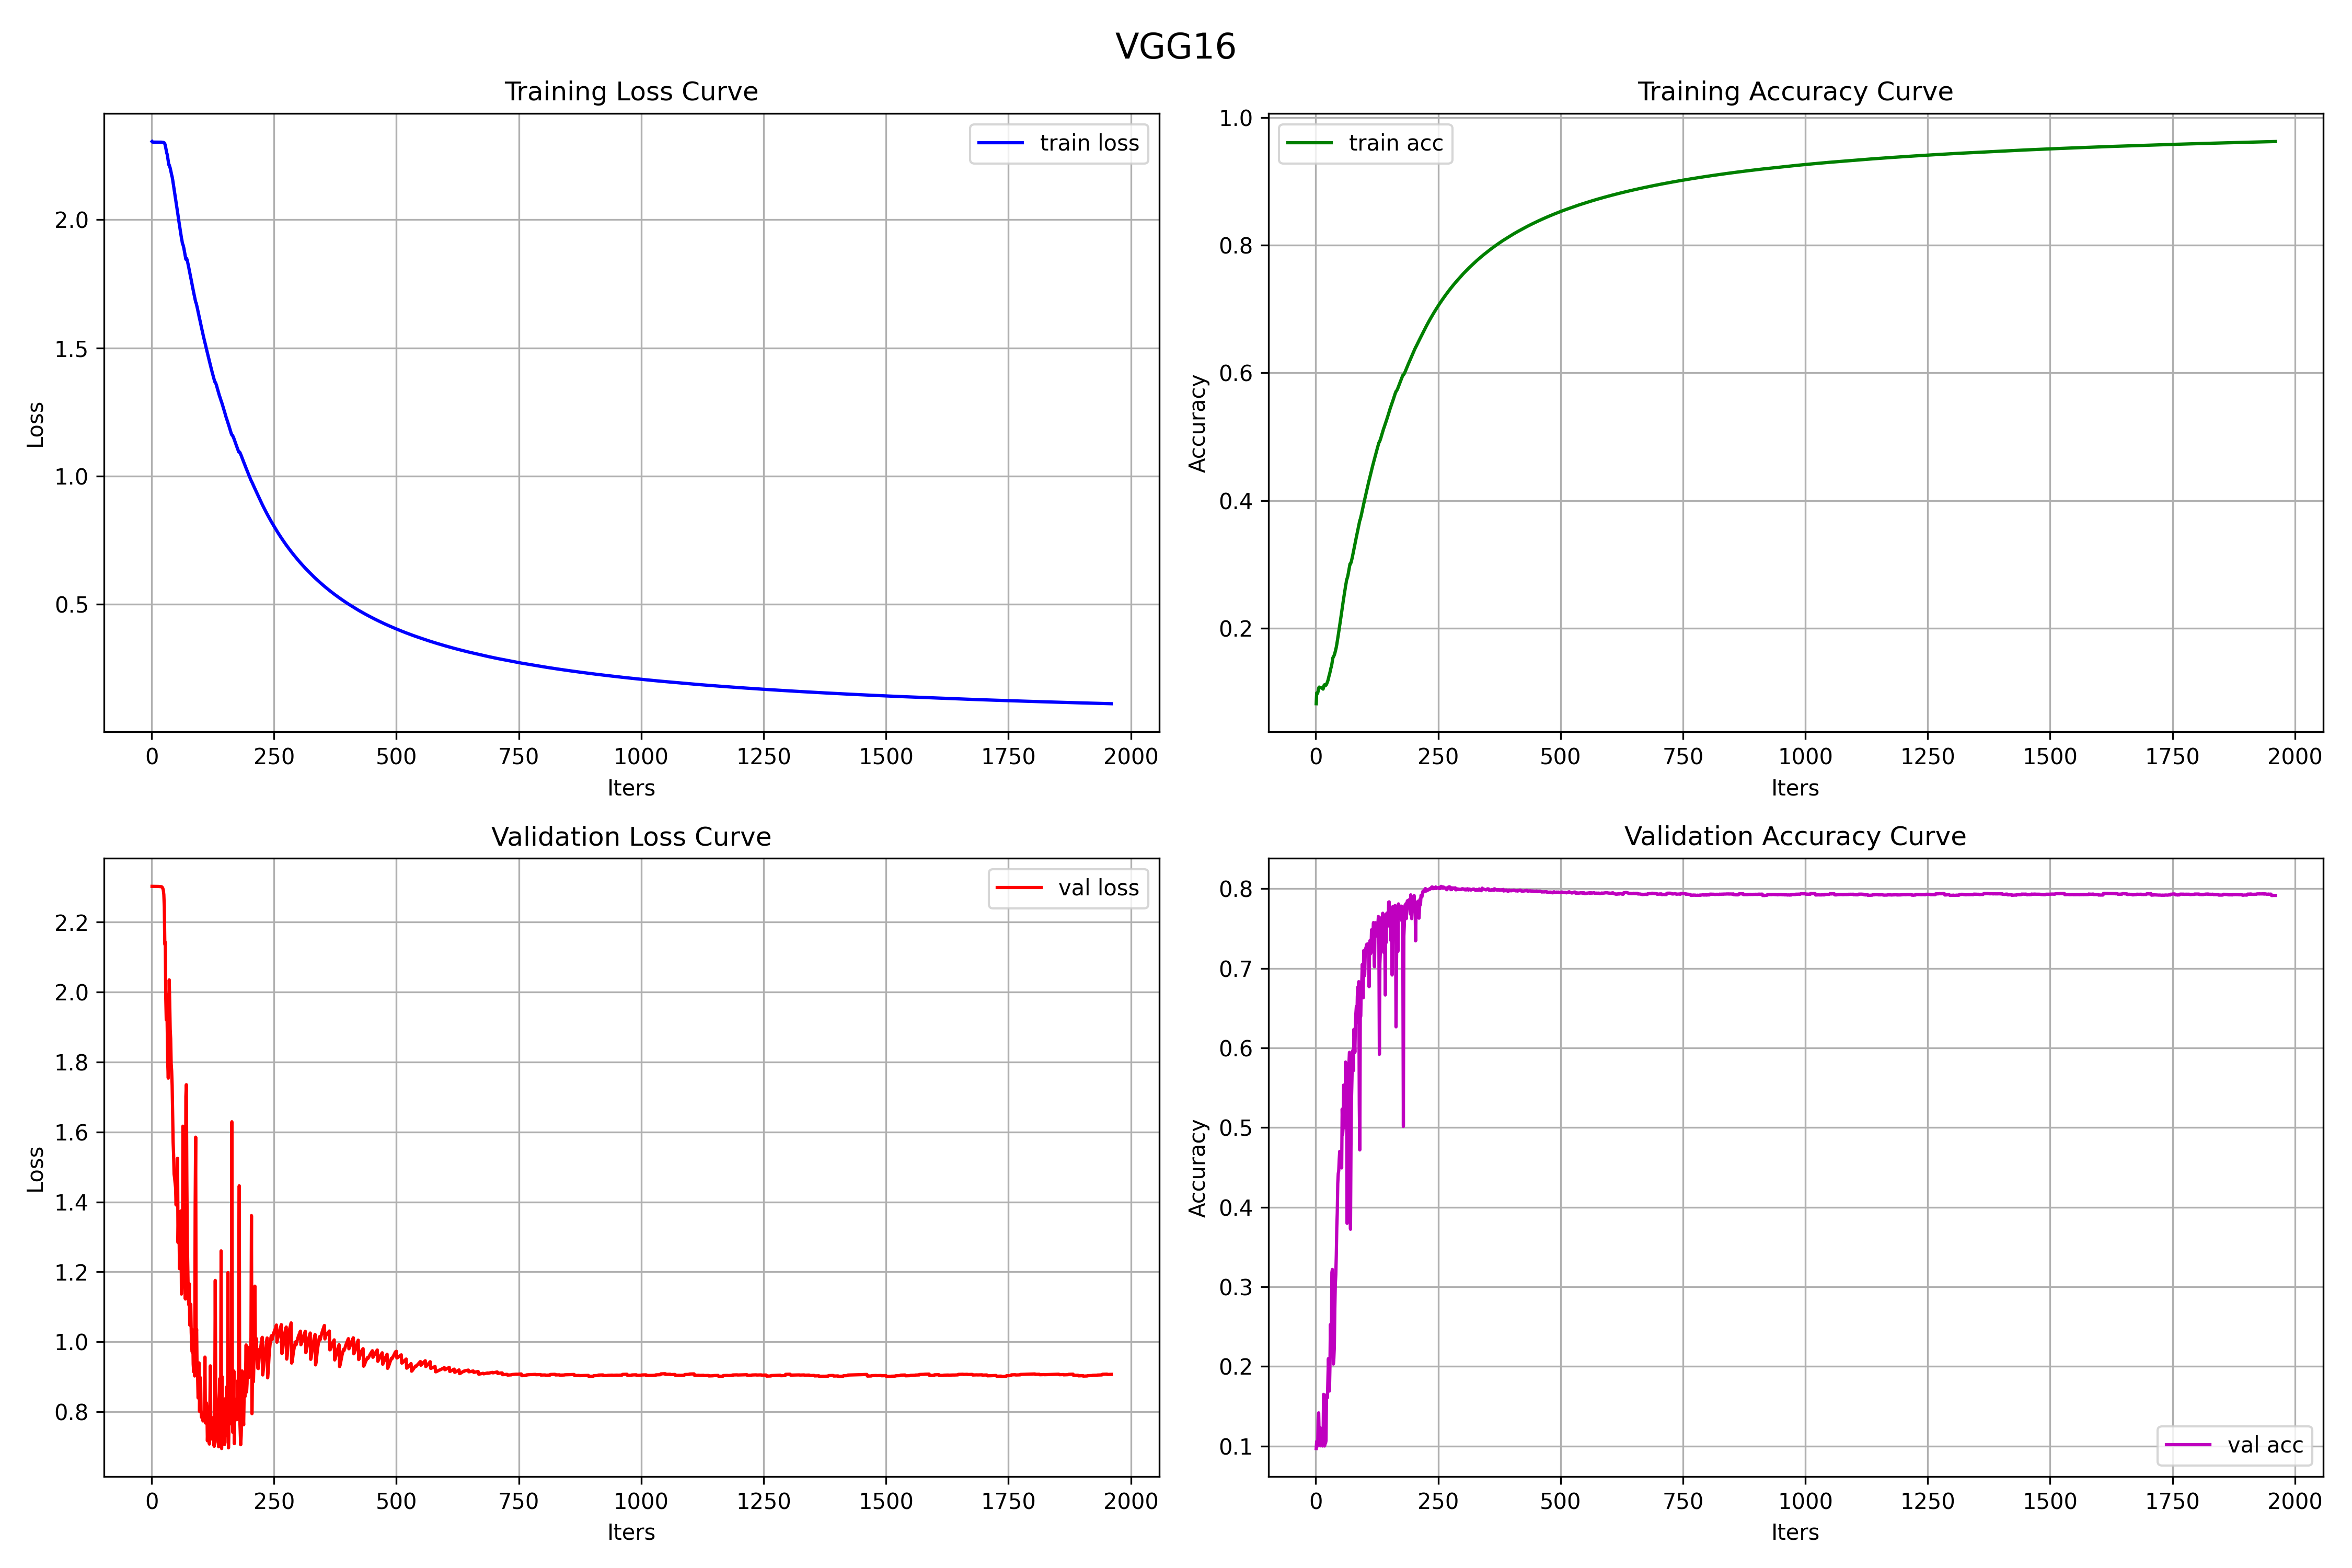 VGG16
Training Loss Curve
train loss
Loss
2.0
1.5
1.0
0.5
0 250 500 750 1000 1250 1500 1750 2000
Iters
Training Accuracy Curve
train acc
Accuracy
1.0
0.8
0.6
0.4
0.2
0 250 500 750 1000 1250 1500 1750 2000
Iters
Validation Loss Curve
val loss
Loss
2.2
2.0
1.8
1.6
1.4
1.2
1.0
0.8
0 250 500 750 1000 1250 1500 1750 2000
Iters
Validation Accuracy Curve
val acc
Accuracy
0.8
0.7
0.6
0.5
0.4
0.3
0.2
0.1
0 250 500 750 1000 1250 1500 1750 2000
Iters